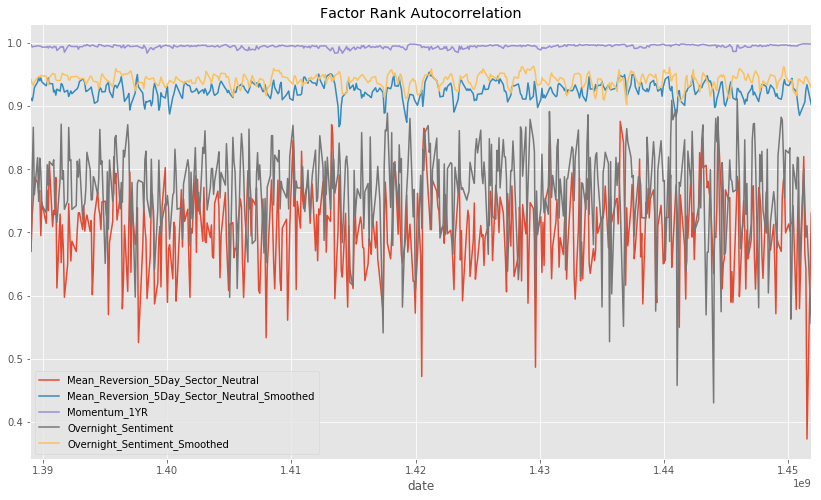 Factor Rank Autocorrelation
1.0
0.9
0.8
0.7
0.6
0.5
0.4
Mean_Reversion_5Day_Sector_Neutral
Mean_Reversion_5Day_Sector_Neutral_Smoothed
Momentum_1YR
Overnight_Sentiment
Overnight_Sentiment_Smoothed
1.39 1.40 1.41 1.42 1.43 1.44 1.45
1e9
date